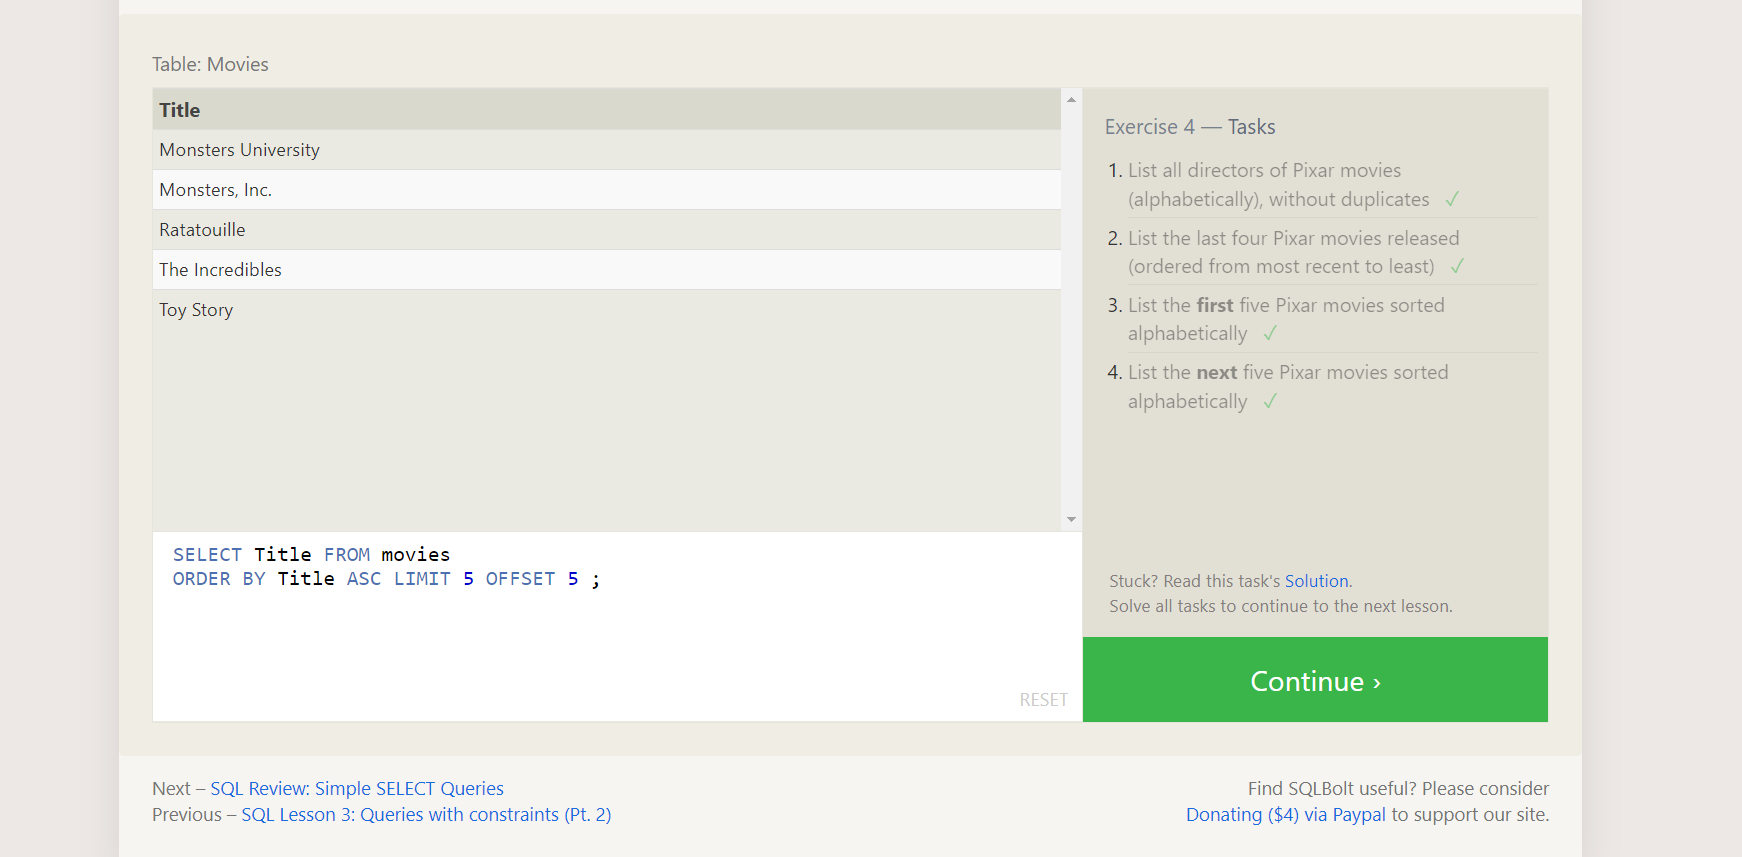 Table: Movies
Title
Monsters University
Monsters, Inc.
Ratatouille
The Incredibles
Toy Story
SELECT Title FROM movies
ORDER BY Title ASC LIMIT 5 OFFSET 5 ;
RESET
Exercise 4 — Tasks
1. List all directors of Pixar movies
(alphabetically), without duplicates ✓
2. List the last four Pixar movies released
(ordered from most recent to least) ✓
3. List the first five Pixar movies sorted
alphabetically ✓
4. List the next five Pixar movies sorted
alphabetically ✓
Stuck? Read this task's Solution.
Solve all tasks to continue to the next lesson.
Continue ›
Next – SQL Review: Simple SELECT Queries
Previous – SQL Lesson 3: Queries with constraints (Pt. 2)
Find SQLBolt useful? Please consider
Donating ($4) via Paypal to support our site.